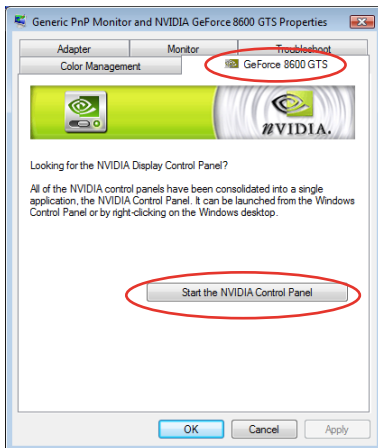 Generic PnP Monitor and NVIDIA GeForce 8600 GTS Properties
Adapter Monitor Troubleshoot
Color Management GeForce 8600 GTS
NVIDIA.
Looking for the NVIDIA Display Control Panel?
All of the NVIDIA control panels have been consolidated into a single
application, the NVIDIA Control Panel. It can be launched from the Windows
Control Panel or by right-clicking on the Windows desktop.
Start the NVIDIA Control Panel
OK Cancel Apply